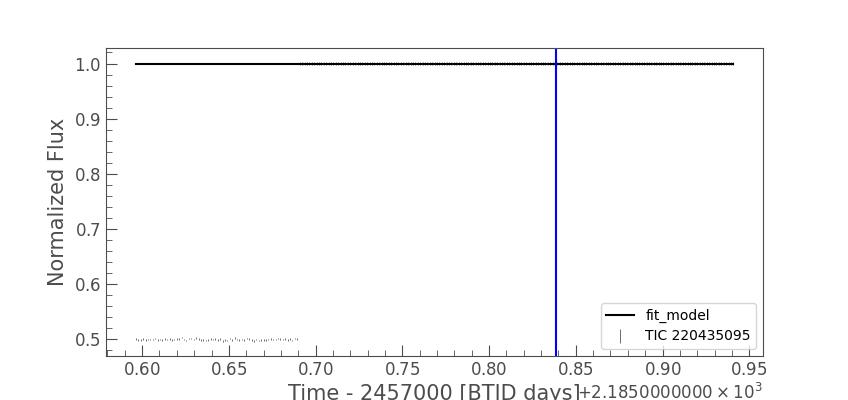 1.0
0.9
0.8
0.7
0.6
0.5
Normalized Flux
fit_model
TIC 220435095
0.60 0.65 0.70 0.75 0.80 0.85 0.90 0.95
Time - 2457000 [BTJD days]
+2.1850000000 × 10³